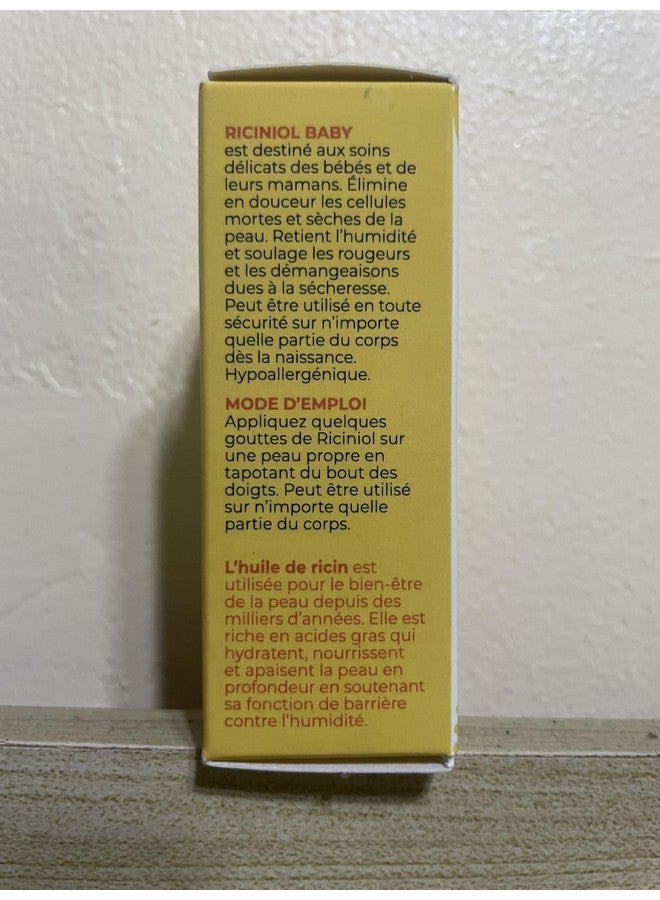 RICINIOL BABY
est destiné aux soins
délicats des bébés et de
leurs mamans. Élimine
en douceur les cellules
mortes et sèches de la
peau. Retient l'humidité
et soulage les rougeurs
et les démangeaisons
dues à la sécheresse.
Peut être utilisé en toute
sécurité sur n'importe
quelle partie du corps
dès la naissance.
Hypoallergénique.
MODE D'EMPLOI
Appliquez quelques
gouttes de Riciniol sur
une peau propre en
tapotant du bout des
doigts. Peut être utilisé
sur n'importe quelle
partie du corps.
L'huile de ricin est
utilisée pour le bien-être
de la peau depuis des
milliers d'années. Elle est
riche en acides gras qui
hydratent, nourrissent
et apaisent la peau en
profondeur en soutenant
sa fonction de barrière
contre l'humidité.